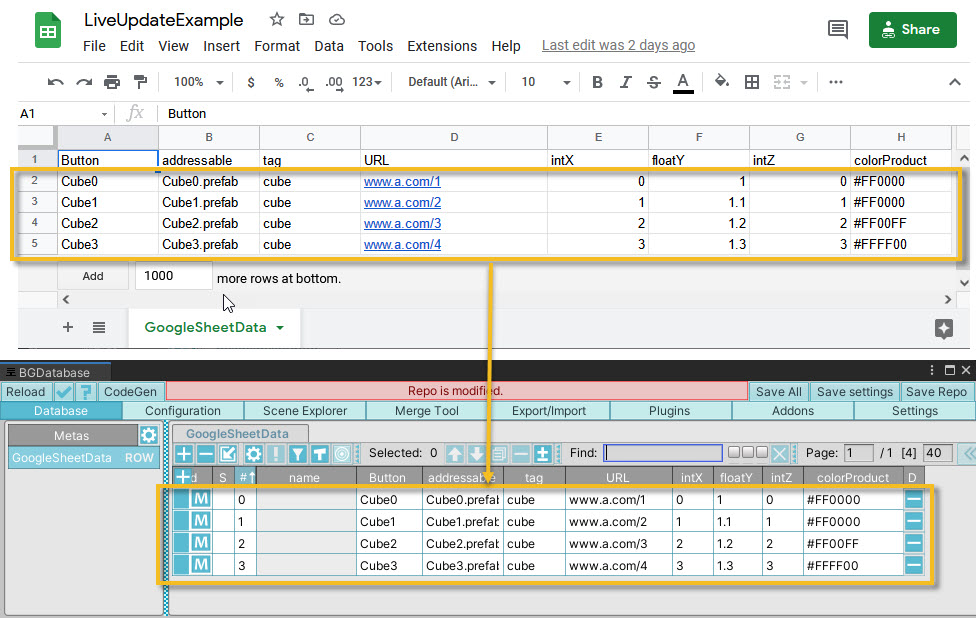 LiveUpdateExample
File Edit View Insert Format Data Tools Extensions Help Last edit was 2 days ago
Share
100% $ % .0 .00 123 Default (Ari... 10 B I S A
A1 fx Button
A B C D E F G H
1 Button addressable tag URL intX floatY intZ colorProduct
2 Cube0 Cube0.prefab cube www.a.com/1 0 1 0 #FF0000
3 Cube1 Cube1.prefab cube www.a.com/2 1 1.1 1 #FF0000
4 Cube2 Cube2.prefab cube www.a.com/3 2 1.2 2 #FF00FF
5 Cube3 Cube3.prefab cube www.a.com/4 3 1.3 3 #FFFF00
Add 1000 more rows at bottom.
GoogleSheetData
BGDatabase
Reload ? CodeGen Repo is modified. Save All Save settings Save Repo
Database Configuration Scene Explorer Merge Tool Export/Import Plugins Addons Settings
Metas
GoogleSheetData ROW
GoogleSheetData
Selected: 0 Find: Page: 1 / 1 [4] 40
d S #↑ name Button addressable tag URL intX floatY intZ colorProduct D
M 0 Cube0 Cube0.prefab cube www.a.com/1 0 1 0 #FF0000
M 1 Cube1 Cube1.prefab cube www.a.com/2 1 1.1 1 #FF0000
M 2 Cube2 Cube2.prefab cube www.a.com/3 2 1.2 2 #FF00FF
M 3 Cube3 Cube3.prefab cube www.a.com/4 3 1.3 3 #FFFF00